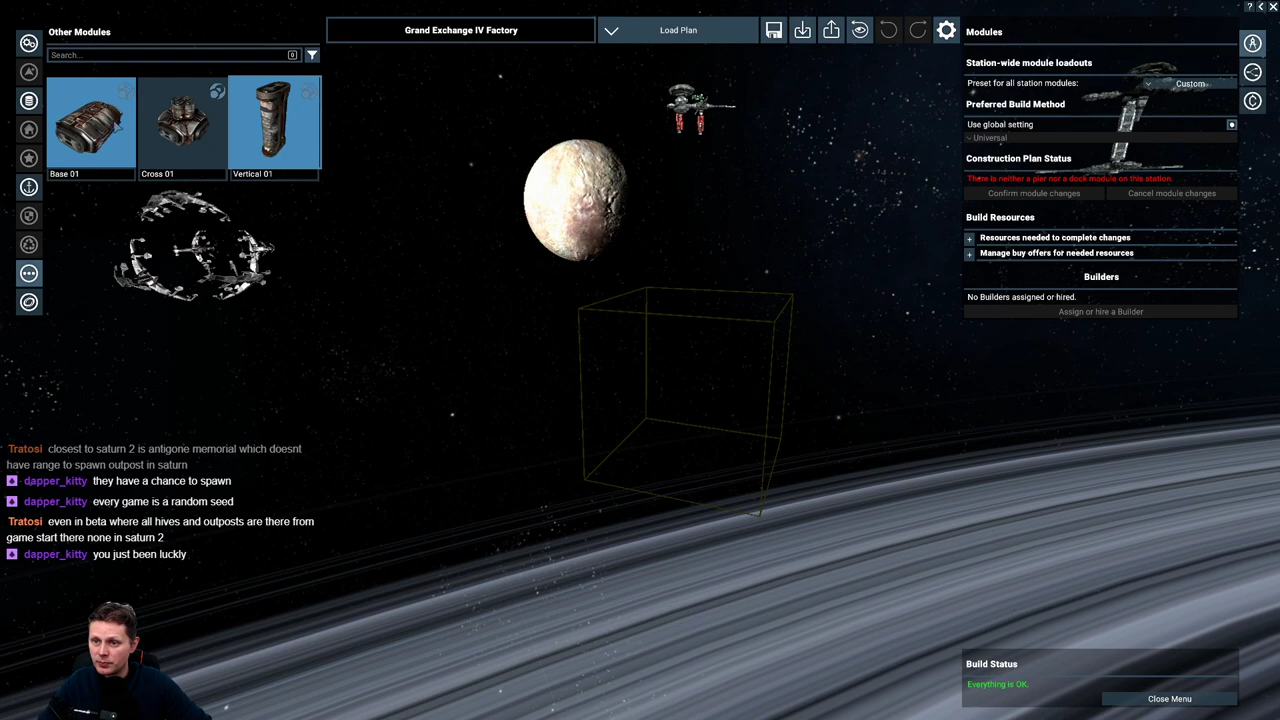 Other Modules
Search...
0
Base 01
Cross 01
Vertical 01
Grand Exchange IV Factory
Load Plan
? < X
Modules
Station-wide module loadouts
Preset for all station modules:
Custom
Preferred Build Method
Use global setting
Universal
Construction Plan Status
There is neither a pier nor a dock module on this station.
Confirm module changes
Cancel module changes
Build Resources
+ Resources needed to complete changes
+ Manage buy offers for needed resources
Builders
No Builders assigned or hired.
Assign or hire a Builder
Tratosi closest to saturn 2 is antigone memorial which doesnt
have range to spawn outpost in saturn
dapper_kitty they have a chance to spawn
dapper_kitty every game is a random seed
Tratosi even in beta where all hives and outposts are there from
game start there none in saturn 2
dapper_kitty you just been luckly
Build Status
Everything is OK.
Close Menu